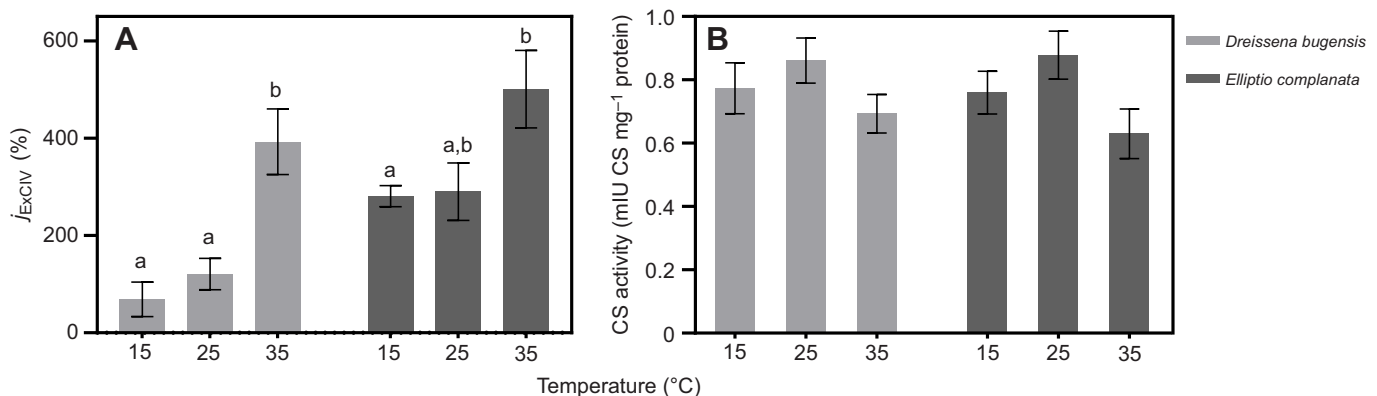 A
B
j ExCIV (%)
600
400
200
0
a
a
b
a
a,b
b
15
25
35
15
25
35
CS activity (mIU CS mg–1 protein)
1.0
0.8
0.6
0.4
0.2
0
15
25
35
15
25
35
Temperature (°C)
Dreissena bugensis
Elliptio complanata